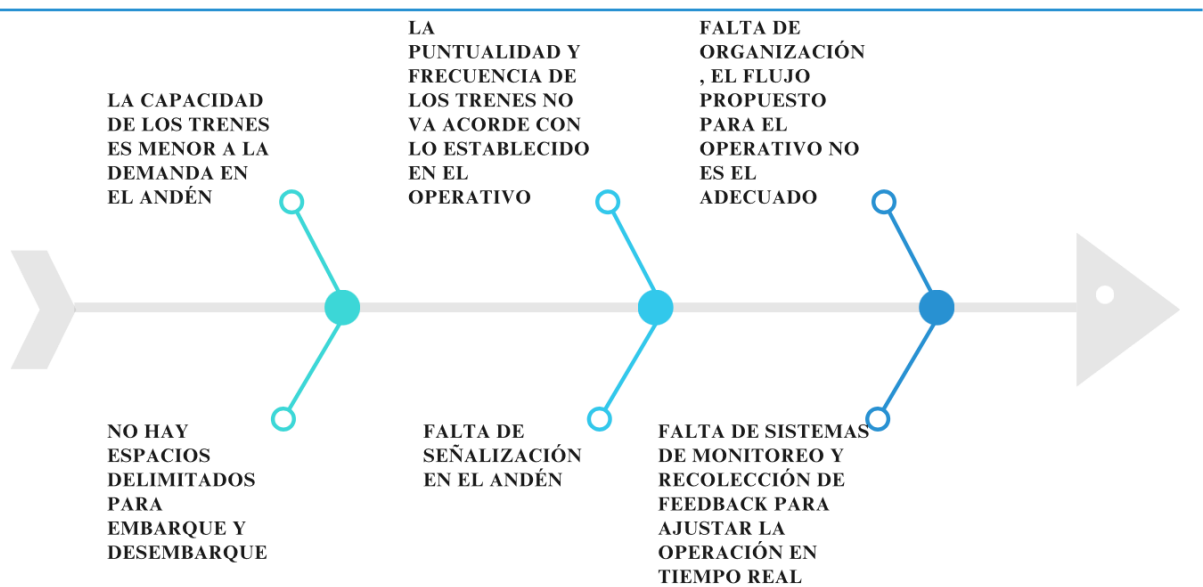 LA CAPACIDAD
DE LOS TRENES
ES MENOR A LA
DEMANDA EN
EL ANDÉN
LA
PUNTUALIDAD Y
FRECUENCIA DE
LOS TRENES NO
VA ACORDE CON
LO ESTABLECIDO
EN EL
OPERATIVO
FALTA DE
ORGANIZACIÓN
, EL FLUJO
PROPUESTO
PARA EL
OPERATIVO NO
ES EL
ADECUADO
NO HAY
ESPACIOS
DELIMITADOS
PARA
EMBARQUE Y
DESEMBARQUE
FALTA DE
SEÑALIZACIÓN
EN EL ANDÉN
FALTA DE SISTEMAS
DE MONITOREO Y
RECOLECCIÓN DE
FEEDBACK PARA
AJUSTAR LA
OPERACIÓN EN
TIEMPO REAL